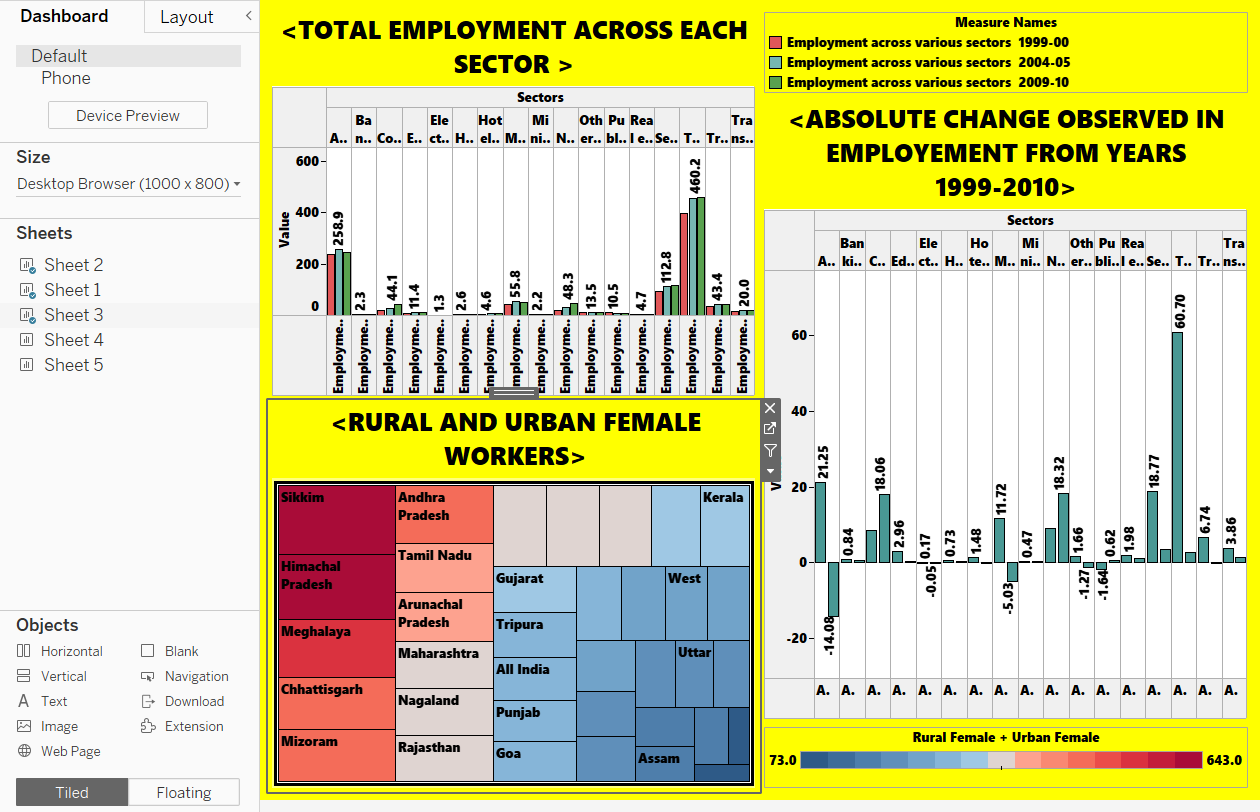 Dashboard
Layout
<
Default
Phone
Device Preview
Size
Desktop Browser (1000 x 800)
Sheets
Sheet 2
Sheet 1
Sheet 3
Sheet 4
Sheet 5
Objects
Horizontal
Blank
Vertical
Navigation
A Text
Download
Image
Extension
Web Page
Tiled
Floating
<TOTAL EMPLOYMENT ACROSS EACH
SECTOR >
Sectors
A.. Ban.. Co.. E.. Elect.. H.. Hotel.. M.. Mini.. N.. Other.. Publ.. Real e.. Se.. T.. Tr.. Trans..
Value
600
400
200
0
258.9 2.3 44.1 11.4 1.3 2.6 4.6 55.8 2.2 48.3 13.5 10.5 4.7 112.8 460.2 43.4 20.0
Employme.. Employme.. Employme.. Employme.. Employme.. Employme.. Employme.. Employme.. Employme.. Employme.. Employme.. Employme.. Employme.. Employme.. Employme.. Employme.. Employme..
<RURAL AND URBAN FEMALE
WORKERS>
Sikkim
Himachal
Pradesh
Meghalaya
Chhattisgarh
Mizoram
Andhra
Pradesh
Tamil Nadu
Arunachal
Pradesh
Maharashtra
Nagaland
Rajasthan
Kerala
Gujarat
Tripura
All India
Punjab
Goa
West
Uttar
Assam
Measure Names
Employment across various sectors 1999-00
Employment across various sectors 2004-05
Employment across various sectors 2009-10
<ABSOLUTE CHANGE OBSERVED IN
EMPLOYEMENT FROM YEARS
1999-2010>
Sectors
A.. Banki.. C.. Ed.. Elect.. H.. Hote.. M.. Mini.. N.. Other.. Publi.. Real e.. Se.. T.. Tr.. Trans..
60
40
20
0
-20
21.25 -14.08 0.84 18.06 2.96 0.17 -0.05 0.73 1.48 11.72 -5.03 0.47 18.32 1.66 -1.27 -1.64 0.62 1.98 18.77 60.70 6.74 3.86
A. A. A. A. A. A. A. A. A. A. A. A. A. A. A. A. A.
Rural Female + Urban Female
73.0
643.0